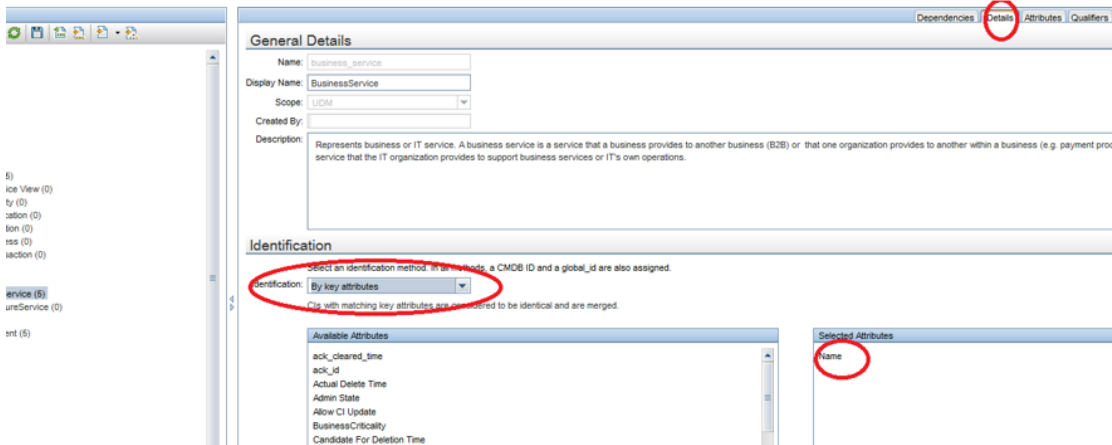 Dependencies Details Attributes Qualifiers
General Details
Name: business_service
Display Name: BusinessService
Scope: UDM
Created By:
Description: Represents business or IT service. A business service is a service that a business provides to another business (B2B) or that one organization provides to another within a business (e.g. payment
service that the IT organization provides to support business services or IT's own operations.
5)
ice View (0)
ty (0)
cation (0)
tion (0)
ess (0)
saction (0)
ervice (5)
ureService (0)
ent (5)
Identification
Select an identification method. In all methods, a CMDB ID and a global_id are also assigned.
Identification: By key attributes
CIs with matching key attributes are considered to be identical and are merged.
Available Attributes
ack_cleared_time
ack_id
Actual Delete Time
Admin State
Allow CI Update
BusinessCriticality
Candidate For Deletion Time
Selected Attributes
Name